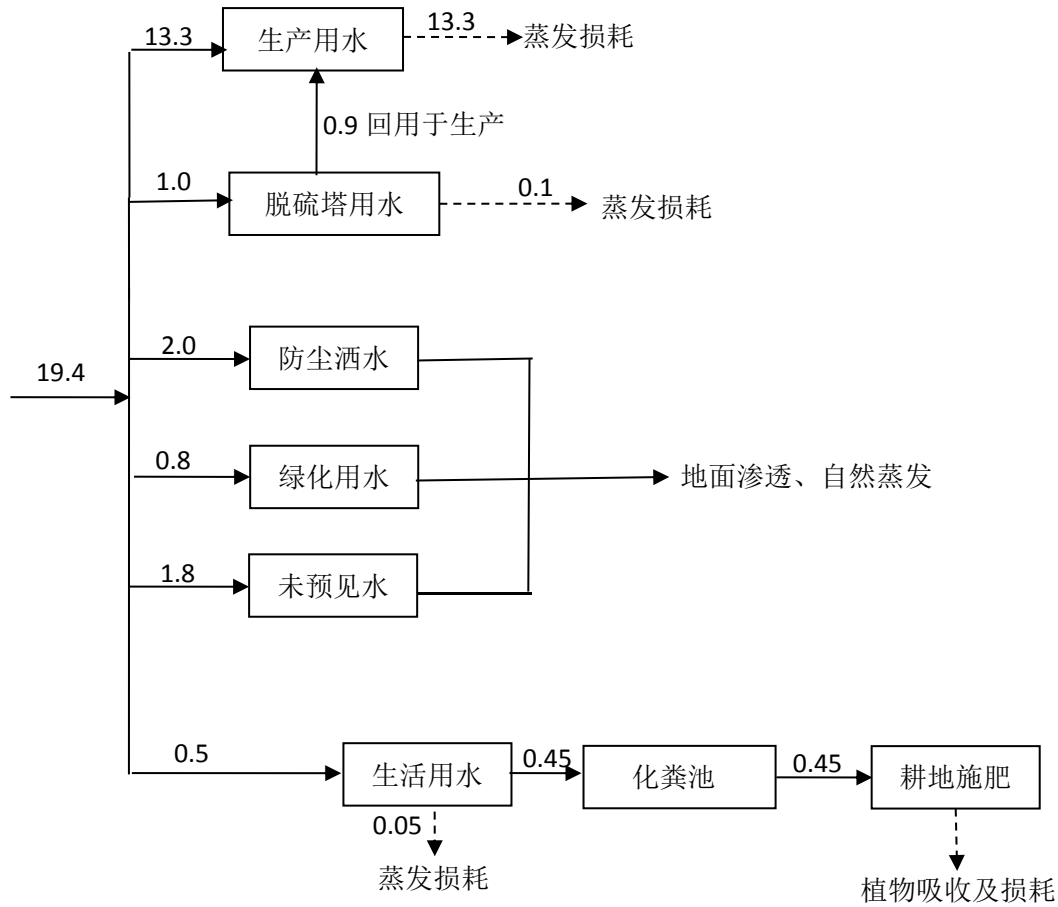 13.3
生产用水
13.3
蒸发损耗
0.9 回用于生产
1.0
脱硫塔用水
0.1
蒸发损耗
2.0
防尘洒水
19.4
0.8
绿化用水
地面渗透、自然蒸发
1.8
未预见水
0.5
生活用水
0.45
化粪池
0.45
耕地施肥
0.05
蒸发损耗
植物吸收及损耗